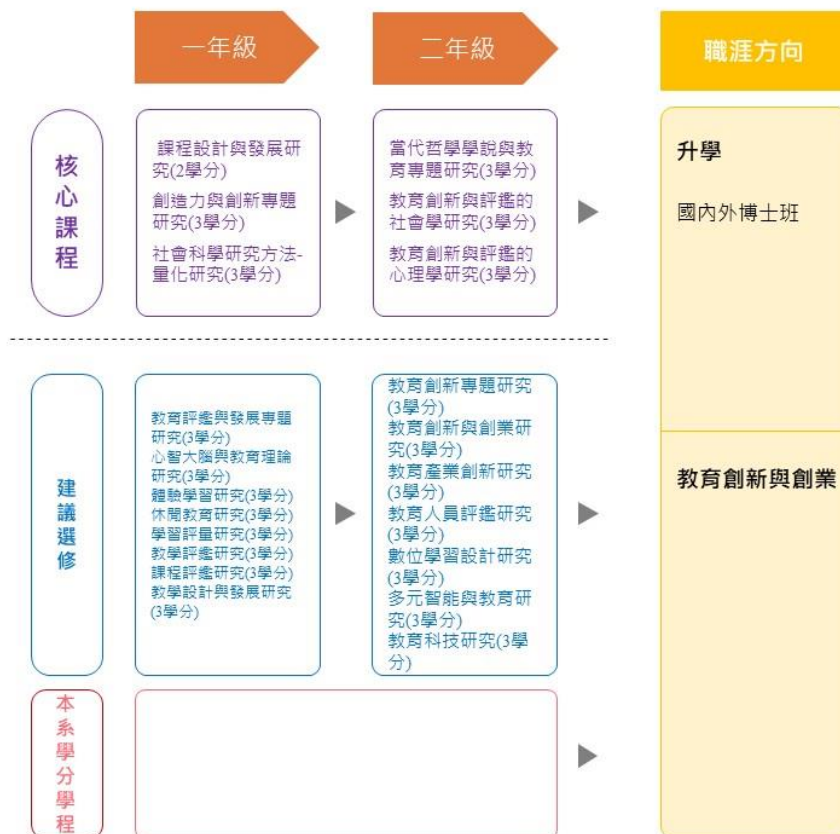 一年級
二年級
職涯方向
核
心
課
程
課程設計與發展研
究(2學分)
創造力與創新專題
研究(3學分)
社會科學研究方法-
量化研究(3學分)
當代哲學學說與教
育專題研究(3學分)
教育創新與評鑑的
社會學研究(3學分)
教育創新與評鑑的
心理學研究(3學分)
升學
國內外博士班
建
議
選
修
教育評鑑與發展專題
研究(3學分)
心智大腦與教育理論
研究(3學分)
體驗學習研究(3學分)
休閒教育研究(3學分)
學習評量研究(3學分)
教學評鑑研究(3學分)
課程評鑑研究(3學分)
教學設計與發展研究
(3學分)
教育創新專題研究
(3學分)
教育創新與創業研
究(3學分)
教育產業創新研究
(3學分)
教育人員評鑑研究
(3學分)
數位學習設計研究
(3學分)
多元智能與教育研
究(3學分)
教育科技研究(3學
分)
教育創新與創業
本
系
學
分
學
程